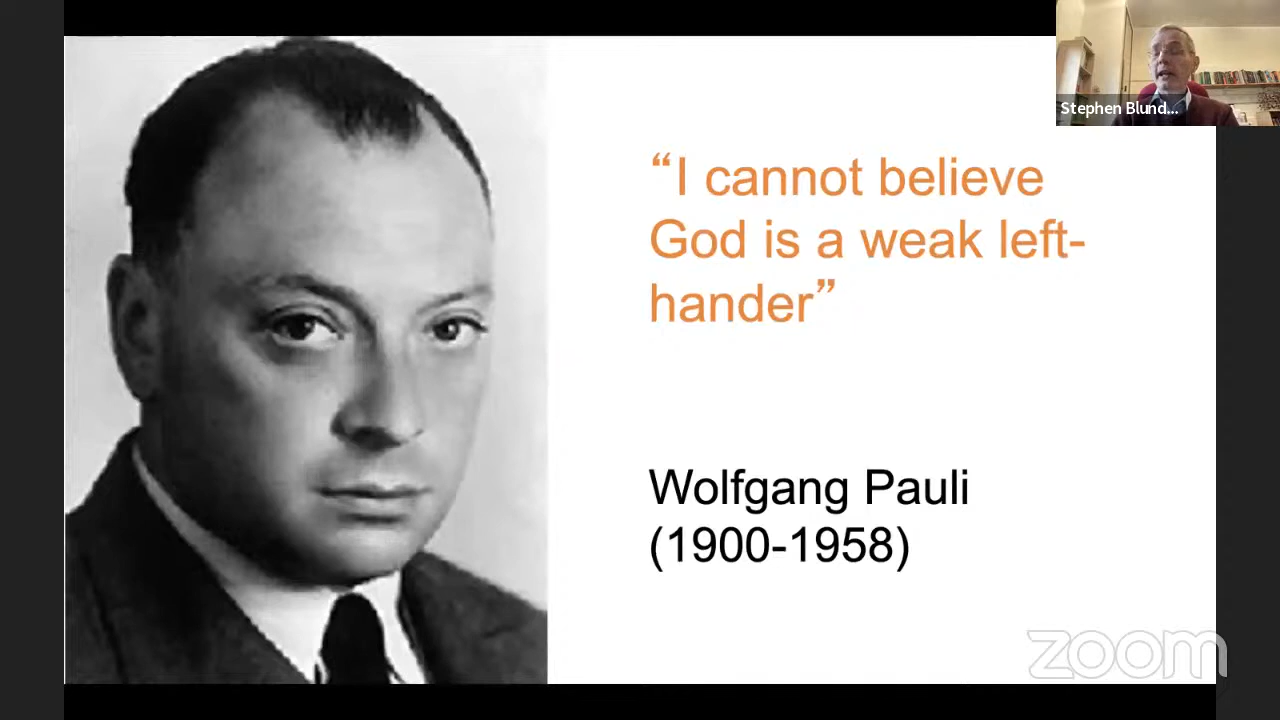 Stephen Blund...
“I cannot believe
God is a weak left-
hander”
Wolfgang Pauli
(1900-1958)
zoom